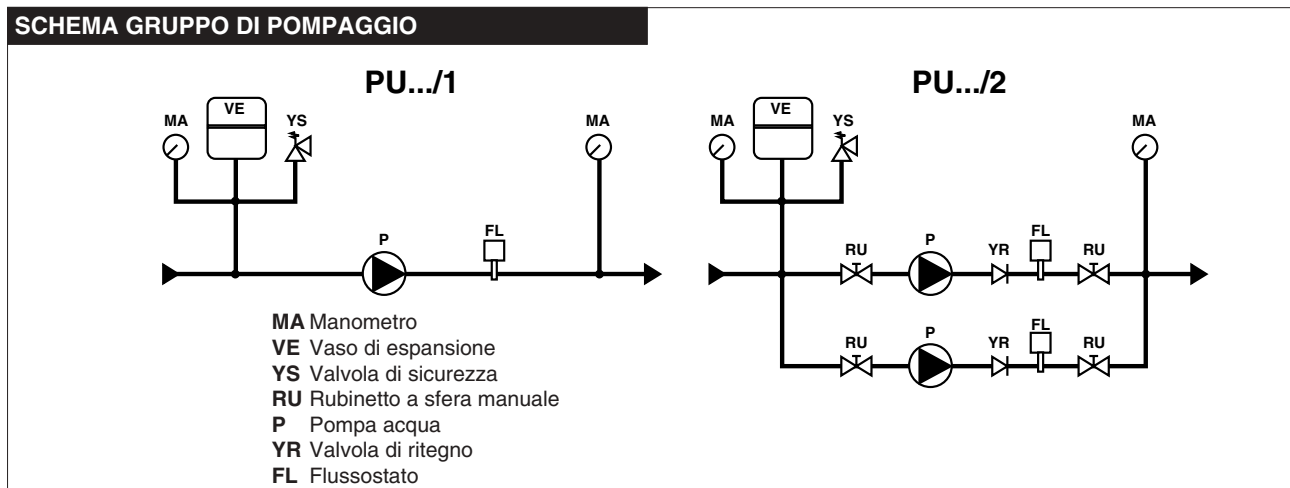 SCHEMA GRUPPO DI POMPAGGIO
PU.../1
PU.../2
MA VE YS MA
MA VE YS MA
P FL
RU P YR FL RU
RU P YR FL RU
MA Manometro
VE Vaso di espansione
YS Valvola di sicurezza
RU Rubinetto a sfera manuale
P Pompa acqua
YR Valvola di ritegno
FL Flussostato